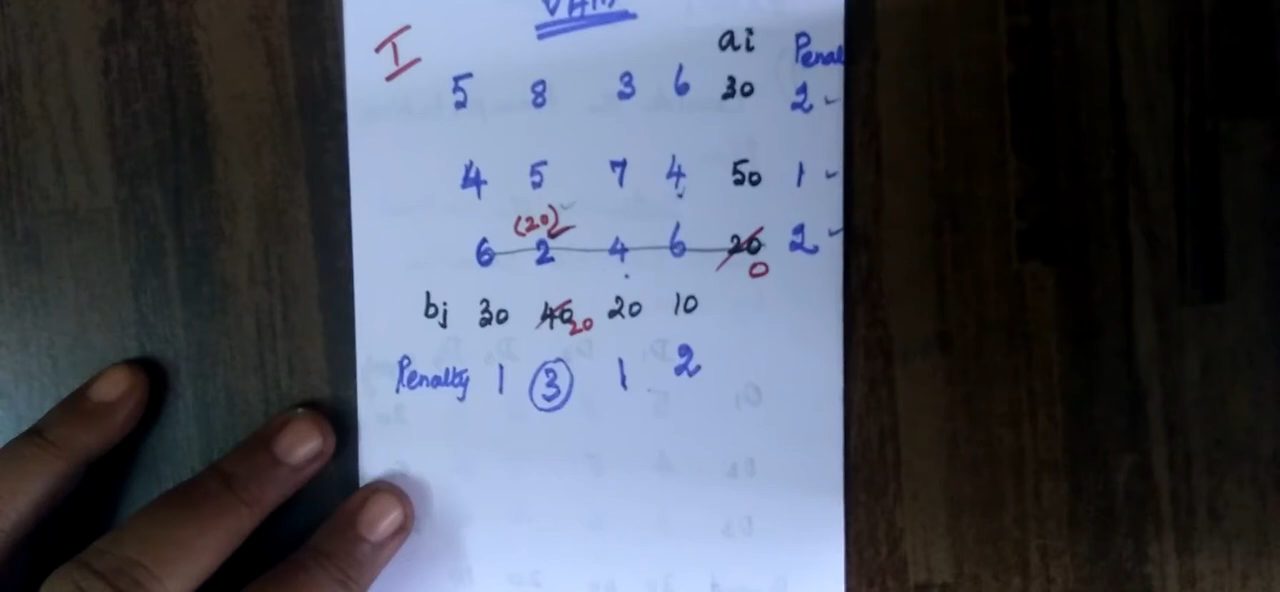 VAM
I
ai Penal
5 8 3 6 30 2
4 5 7 4 50 1
(20)
6 2 4 6 20 2
0
bj 30 40 20 20 10
Penalty 1 3 1 2